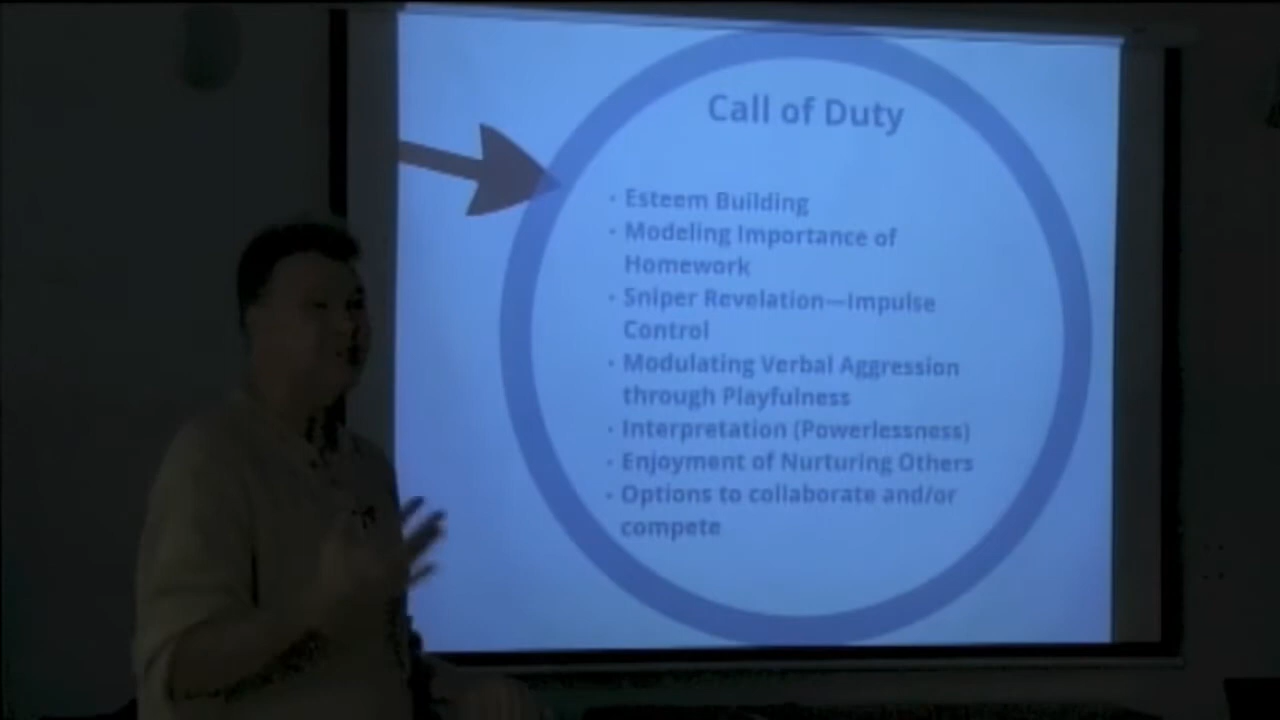 Call of Duty
· Esteem Building
· Modeling Importance of
Homework
· Sniper Revelation—Impulse
Control
· Modulating Verbal Aggression
through Playfulness
· Interpretation (Powerlessness)
· Enjoyment of Nurturing Others
· Options to collaborate and/or
compete